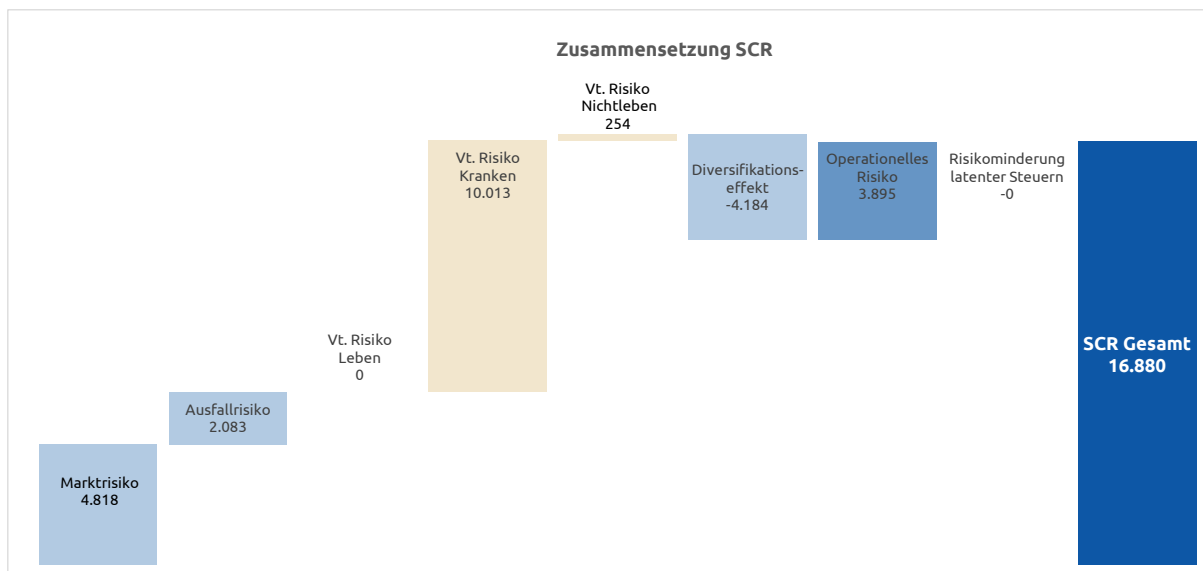 Zusammensetzung SCR
Marktrisiko
4.818
Ausfallrisiko
2.083
Vt. Risiko
Leben
0
Vt. Risiko
Kranken
10.013
Vt. Risiko
Nichtleben
254
Diversifikations-
effekt
-4.184
Operationelles
Risiko
3.895
Risikominderung
latenter Steuern
-0
SCR Gesamt
16.880